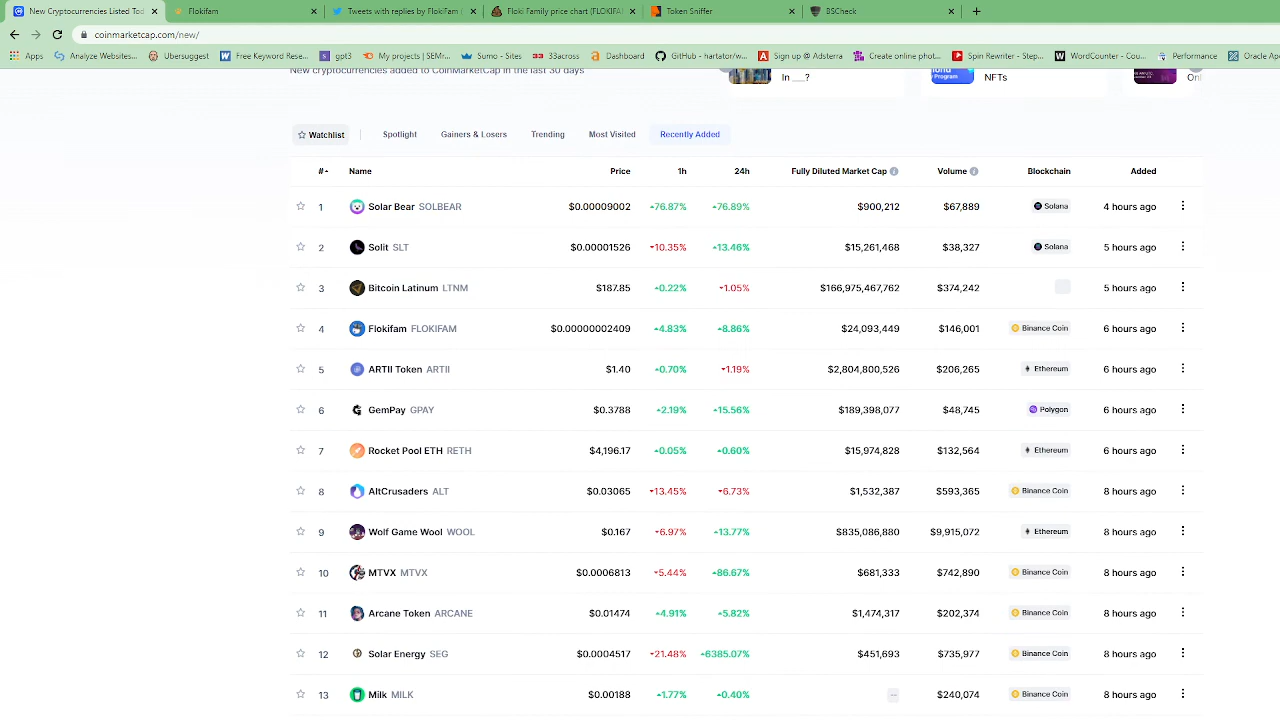 New Cryptocurrencies Listed Tod
Flokifam
Tweets with replies by FlokiFam
Floki Family price chart (FLOKIFA
Token Sniffer
BSCheck
coinmarketcap.com/new/
Apps
Analyze Websites...
Ubersuggest
Free Keyword Rese...
gpt3
My projects | SEMr...
Sumo - Sites
33across
Dashboard
GitHub - hartator/w...
Sign up @ Adsterra
Create online phot...
Spin Rewriter - Step...
WordCounter - Cou...
Performance
Oracle Ap
New cryptocurrencies added to CoinMarketCap in the last 30 days
In ___?
Program
NFTs
Onl
Watchlist
Spotlight
Gainers & Losers
Trending
Most Visited
Recently Added
# Name Price 1h 24h Fully Diluted Market Cap Volume Blockchain Added
1 Solar Bear SOLBEAR $0.00009002 76.87% 76.89% $900,212 $67,889 Solana 4 hours ago
2 Solit SLT $0.00001526 10.35% 13.46% $15,261,468 $38,327 Solana 5 hours ago
3 Bitcoin Latinum LTNM $187.85 0.22% 1.05% $166,975,467,762 $374,242 5 hours ago
4 Flokifam FLOKIFAM $0.00000002409 4.83% 8.86% $24,093,449 $146,001 Binance Coin 6 hours ago
5 ARTII Token ARTII $1.40 0.70% 1.19% $2,804,800,526 $206,265 Ethereum 6 hours ago
6 GemPay GPAY $0.3788 2.19% 15.56% $189,398,077 $48,745 Polygon 6 hours ago
7 Rocket Pool ETH RETH $4,196.17 0.05% 0.60% $15,974,828 $132,564 Ethereum 6 hours ago
8 AltCrusaders ALT $0.03065 13.45% 6.73% $1,532,387 $593,365 Binance Coin 8 hours ago
9 Wolf Game Wool WOOL $0.167 6.97% 13.77% $835,086,880 $9,915,072 Ethereum 8 hours ago
10 MTVX MTVX $0.0006813 5.44% 86.67% $681,333 $742,890 Binance Coin 8 hours ago
11 Arcane Token ARCANE $0.01474 4.91% 5.82% $1,474,317 $202,374 Binance Coin 8 hours ago
12 Solar Energy SEG $0.0004517 21.48% 6385.07% $451,693 $735,977 Binance Coin 8 hours ago
13 Milk MILK $0.00188 1.77% 0.40% -- $240,074 Binance Coin 8 hours ago